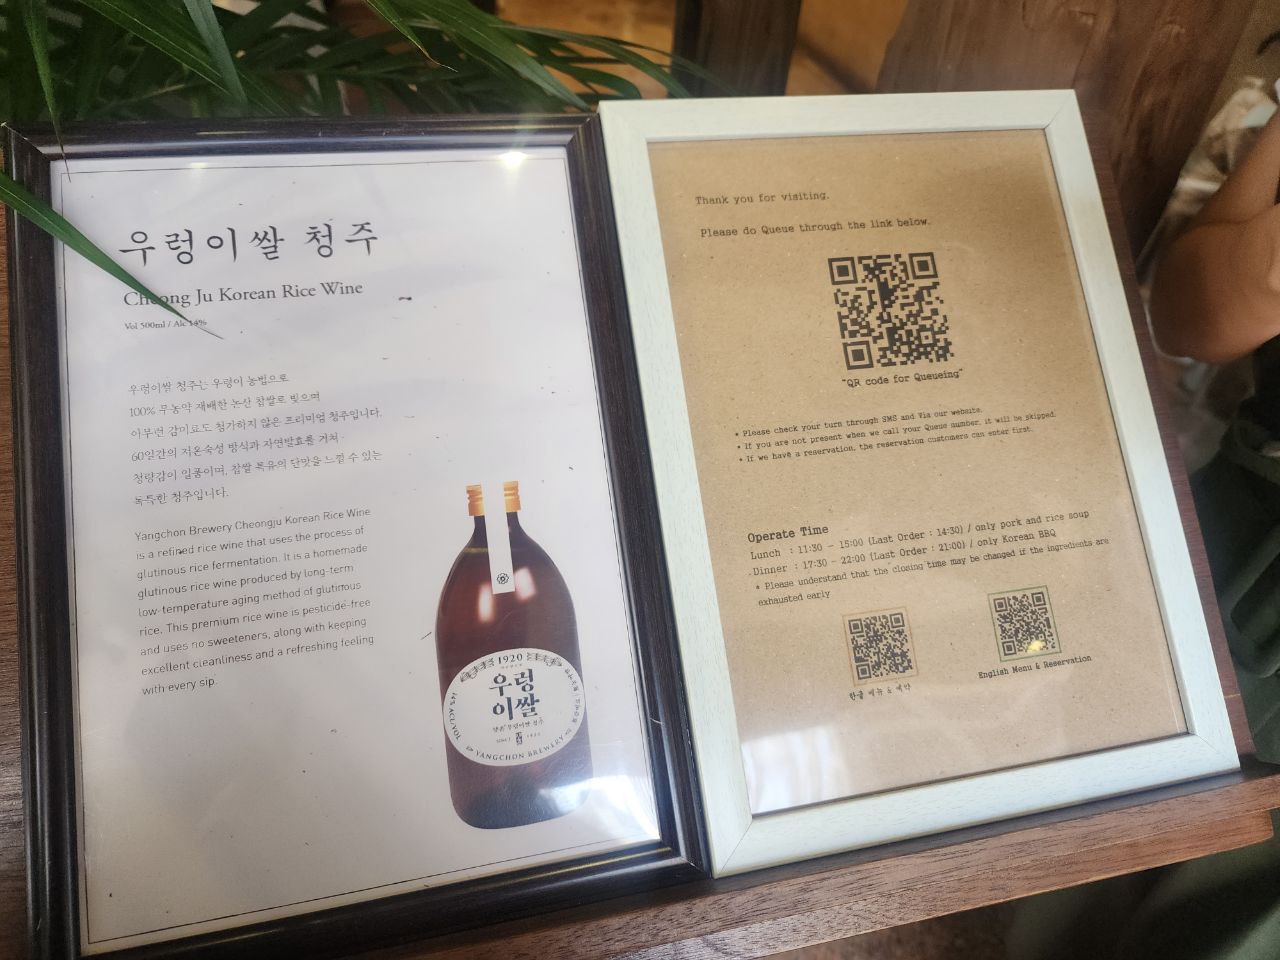 우렁이쌀 청주
Cheong Ju Korean Rice Wine
Vol 500ml / Alc 14%
우렁이쌀 청주는 우렁이 농법으로
100% 무농약 재배한 논산 찹쌀로 빚으며
아무런 감미료도 첨가하지 않은 프리미엄 청주입니다.
60일간의 저온숙성 방식과 자연발효를 거쳐
청량감이 일품이며, 찹쌀 특유의 단맛을 느낄 수 있는
독특한 청주입니다.
Yangchon Brewery Cheongju Korean Rice Wine
is a refined rice wine that uses the process of
glutinous rice fermentation. It is a homemade
glutinous rice wine produced by long-term
low-temperature aging method of glutinous
rice. This premium rice wine is pesticide-free
and uses no sweeteners, along with keeping
excellent cleanliness and a refreshing feeling
with every sip.
1920
우렁
이쌀
양촌 우렁이쌀 청주
SINCE 1920
YANGCHON BREWERY
Thank you for visiting.
Please do Queue through the link below.
"QR code for Queueing"
* Please check your turn through SMS and Via our website.
* If you are not present when we call your Queue number, it will be skipped.
* If we have a reservation, the reservation customers can enter first.
Operate Time
Lunch : 11:30 - 15:00 (Last Order : 14:30) / only pork and rice soup
Dinner : 17:30 - 22:00 (Last Order : 21:00) / only Korean BBQ
* Please understand that the closing time may be changed if the ingredients are
exhausted early
한글 메뉴 & 예약
English Menu & Reservation